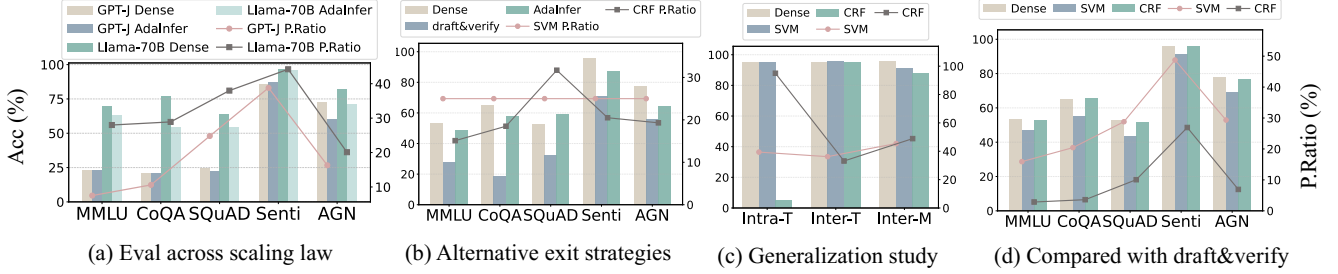 GPT-J Dense
GPT-J AdaInfer
Llama-70B Dense
Llama-70B AdaInfer
GPT-J P.Ratio
Llama-70B P.Ratio
Acc (%)
100
75
50
25
0
40
30
20
10
MMLU CoQA SQuAD Senti AGN
(a) Eval across scaling law
Dense
draft&verify
AdaInfer
SVM P.Ratio
CRF P.Ratio
100
80
60
40
20
0
30
20
10
0
MMLU CoQA SQuAD Senti AGN
(b) Alternative exit strategies
Dense
SVM
CRF
SVM
CRF
100
80
60
40
20
0
100
80
60
40
20
0
Intra-T Inter-T Inter-M
(c) Generalization study
Dense
SVM
CRF
SVM
CRF
100
80
60
40
20
0
50
40
30
20
10
0
P.Ratio (%)
MMLU CoQA SQuAD Senti AGN
(d) Compared with draft&verify